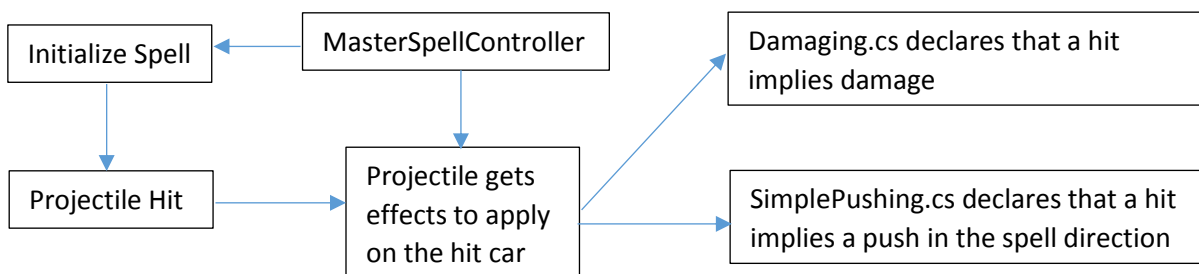 Initialize Spell
MasterSpellController
Damaging.cs declares that a hit
implies damage
Projectile Hit
Projectile gets
effects to apply
on the hit car
SimplePushing.cs declares that a hit
implies a push in the spell direction